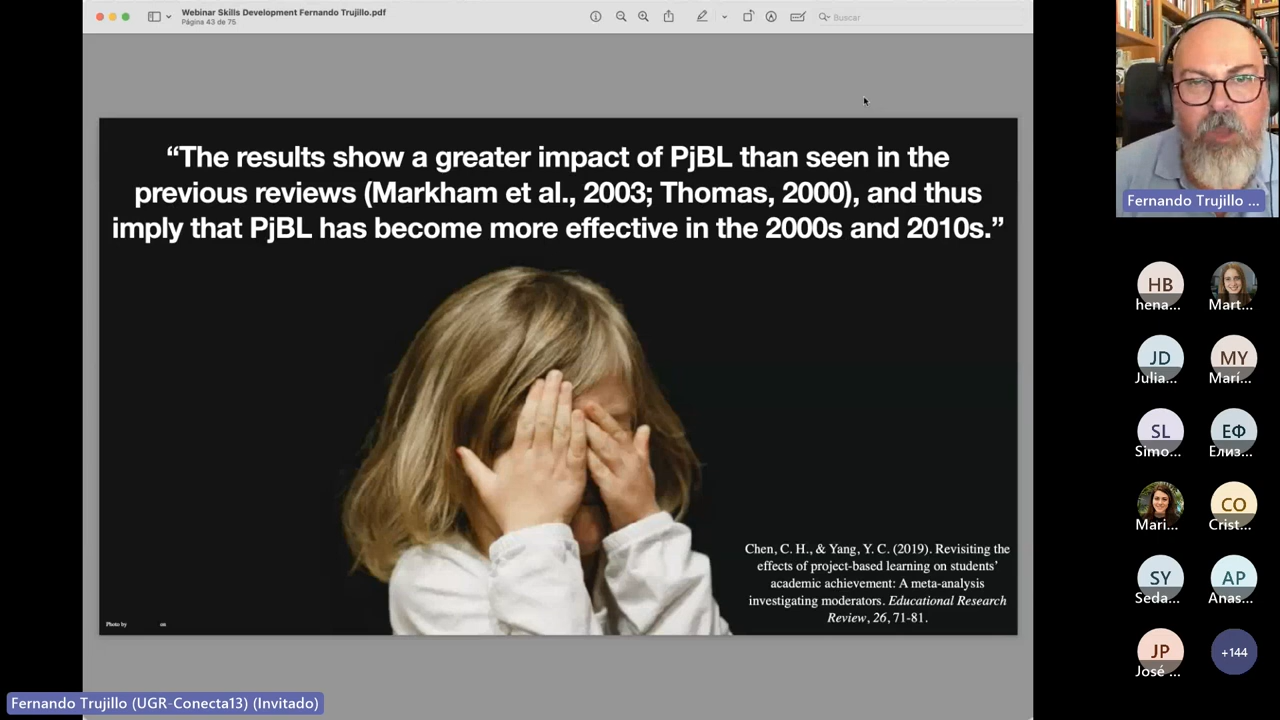 Webinar Skills Development Fernando Trujillo.pdf
Página 43 de 75
Buscar
“The results show a greater impact of PjBL than seen in the
previous reviews (Markham et al., 2003; Thomas, 2000), and thus
imply that PjBL has become more effective in the 2000s and 2010s.”
Chen, C. H., & Yang, Y. C. (2019). Revisiting the
effects of project-based learning on students’
academic achievement: A meta-analysis
investigating moderators. Educational Research
Review, 26, 71-81.
Photo by on
Fernando Trujillo ...
HB
hena...
Mart...
JD
Julia...
MY
Marí...
SL
Simo...
ЕФ
Елиз...
Mari...
CO
Crist...
SY
Seda...
AP
Anas...
JP
José ...
+144
Fernando Trujillo (UGR-Conecta13) (Invitado)